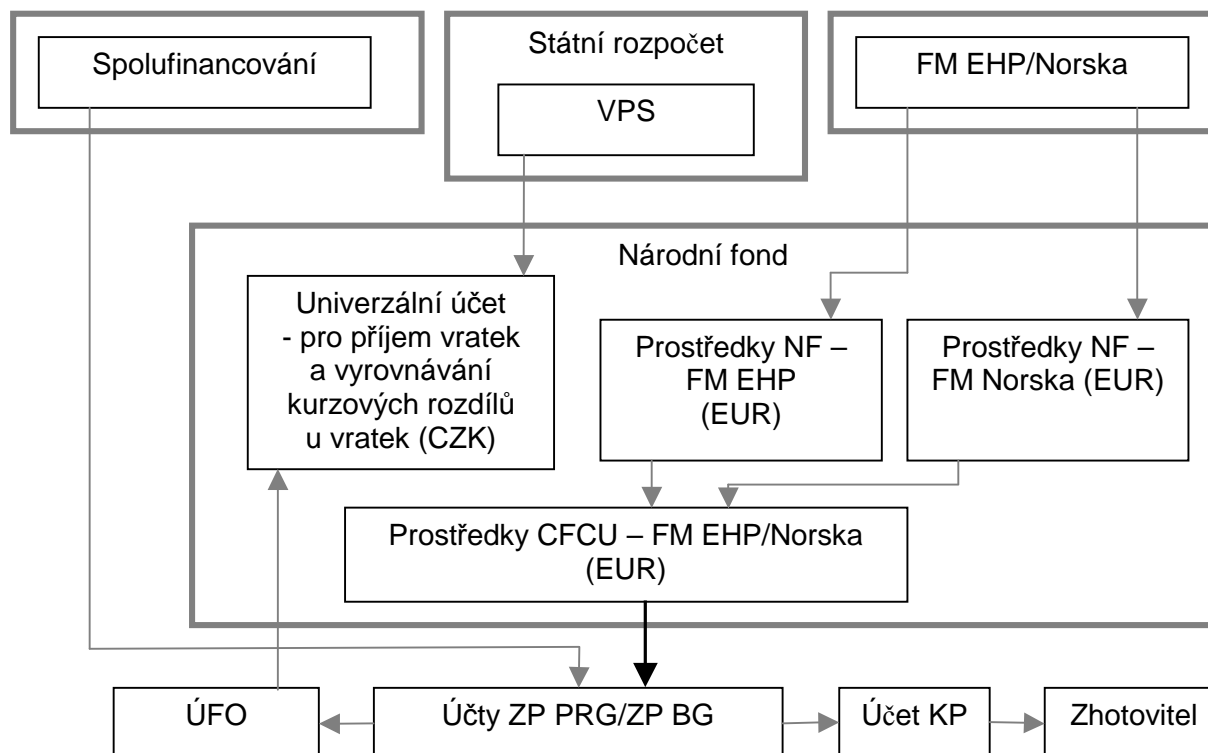 Spolufinancování
Státní rozpočet
VPS
FM EHP/Norska
Národní fond
Univerzální účet
- pro příjem vratek
a vyrovnávání
kurzových rozdílů
u vratek (CZK)
Prostředky NF –
FM EHP
(EUR)
Prostředky NF –
FM Norska (EUR)
Prostředky CFCU – FM EHP/Norska
(EUR)
ÚFO
Účty ZP PRG/ZP BG
Účet KP
Zhotovitel